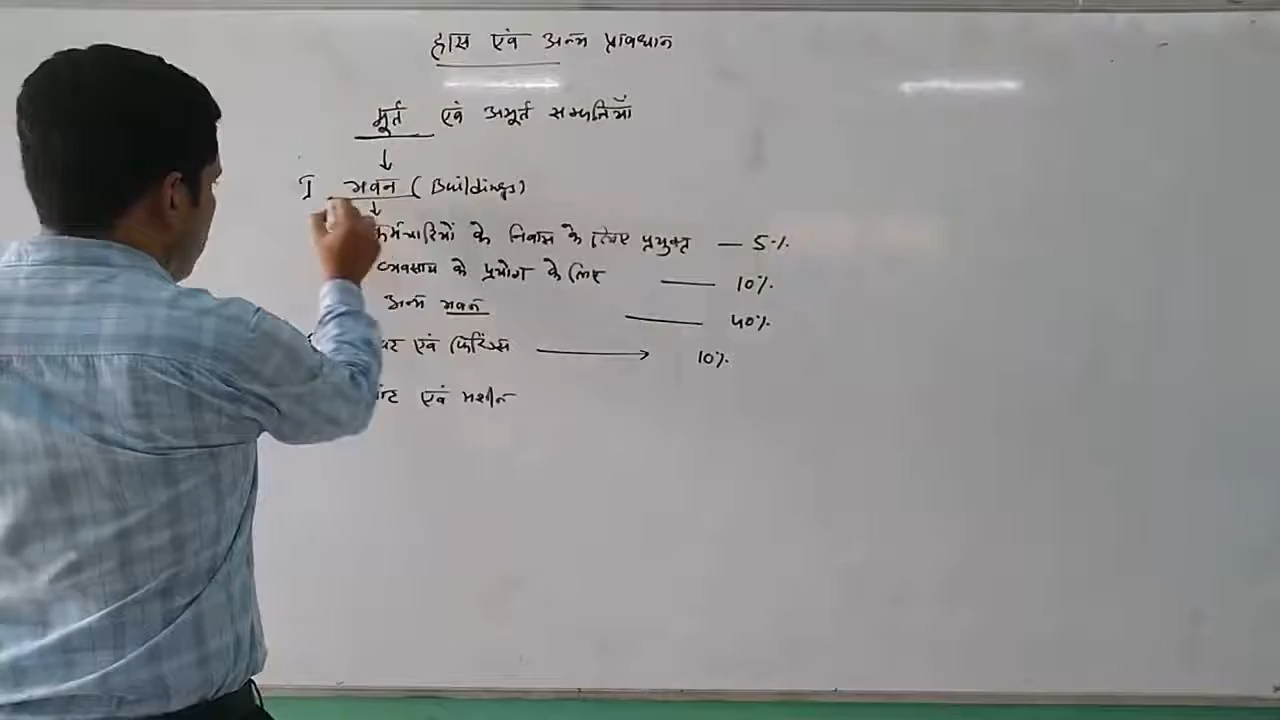 ह्रास एवं अन्य प्रावधान
मूर्त एवं अमूर्त सम्पत्तियाँ
I भवन (Buildings)
कर्मचारियों के निवास के लिए प्रयुक्त — 5%
व्यवसाय के प्रयोग के लिए — 10%
अन्य भवन — 40%
एवं फिटिंग्स → 10%
एवं मशीन